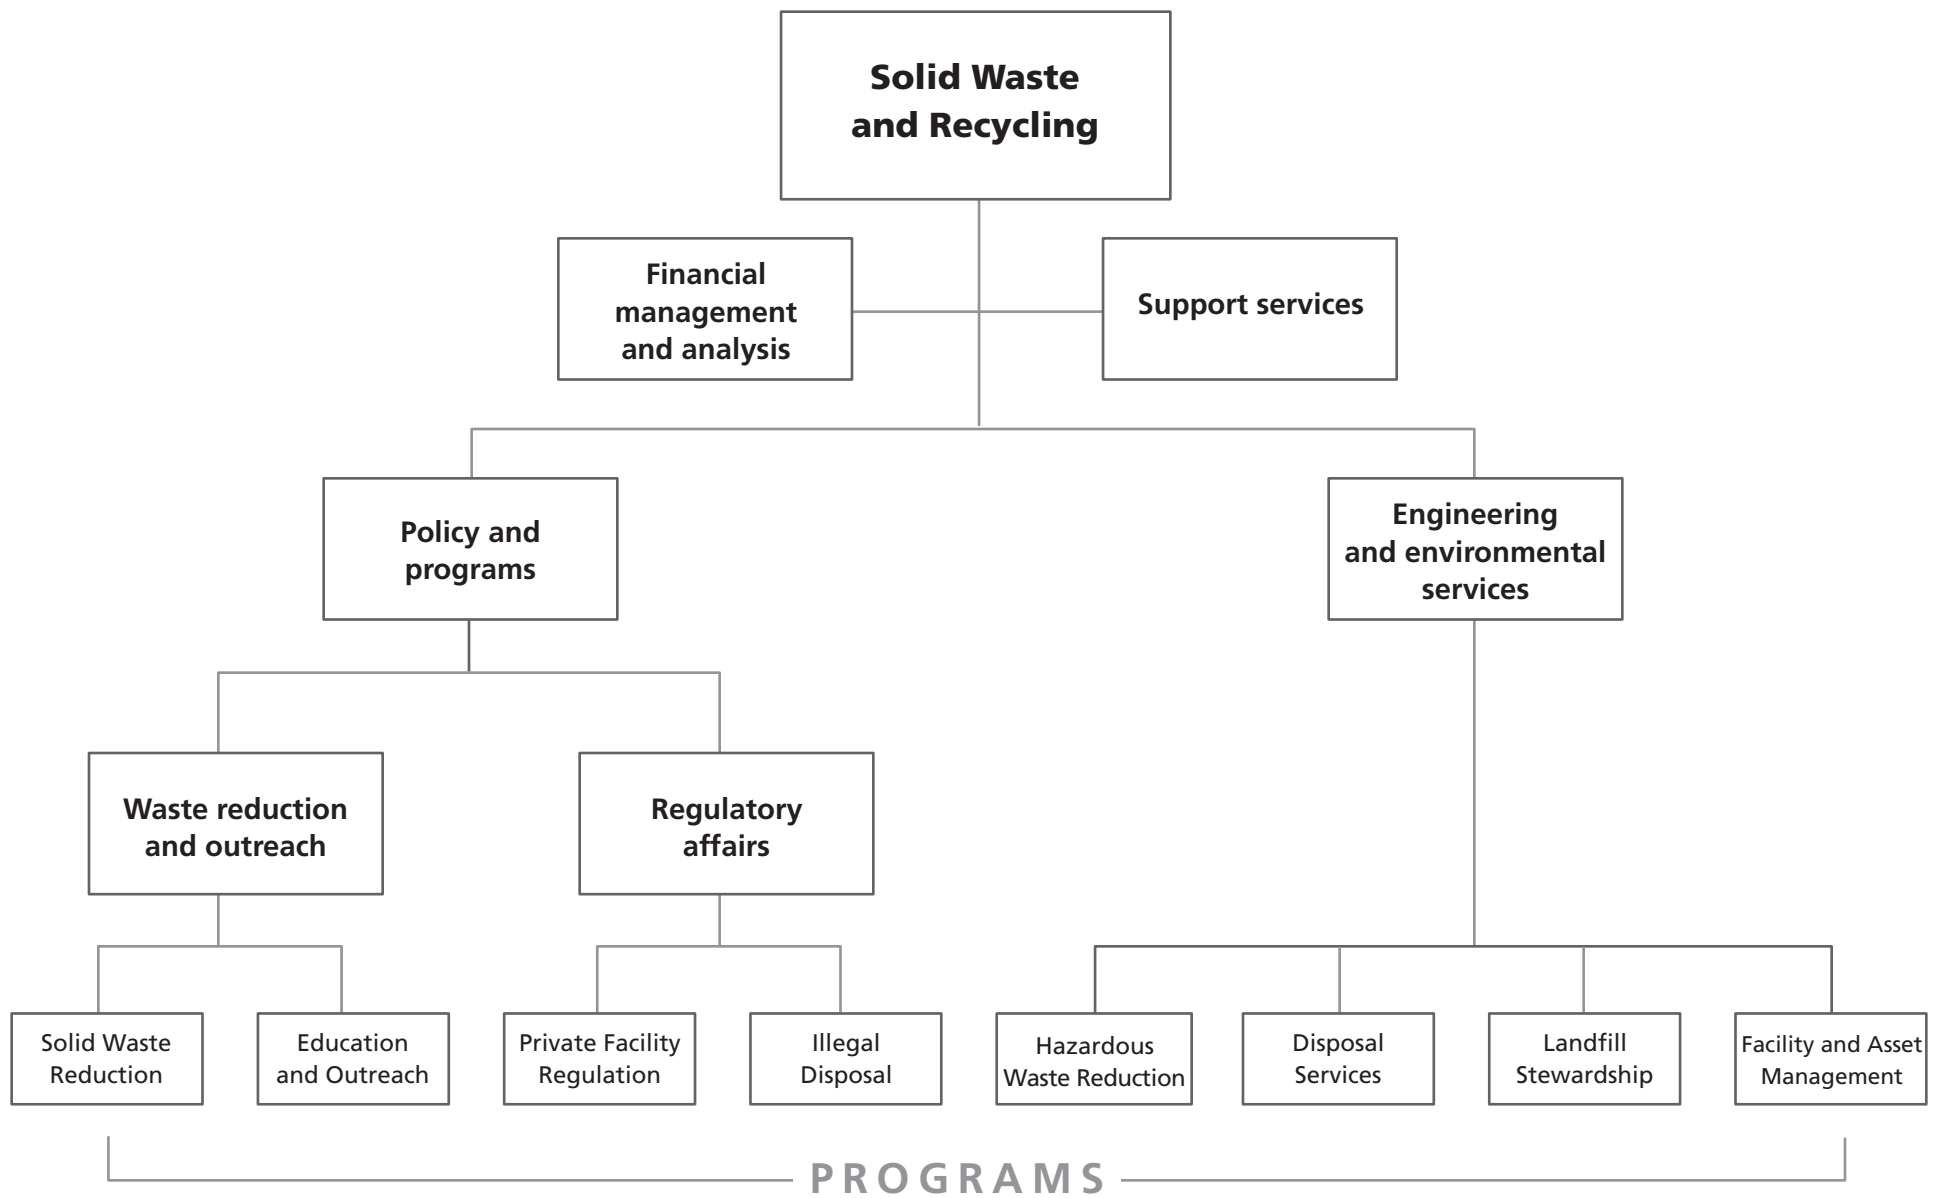 Solid Waste
and Recycling
Financial
management
and analysis
Support services
Policy and
programs
Engineering
and environmental
services
Waste reduction
and outreach
Regulatory
affairs
Solid Waste
Reduction
Education
and Outreach
Private Facility
Regulation
Illegal
Disposal
Hazardous
Waste Reduction
Disposal
Services
Landfill
Stewardship
Facility and Asset
Management
PROGRAMS